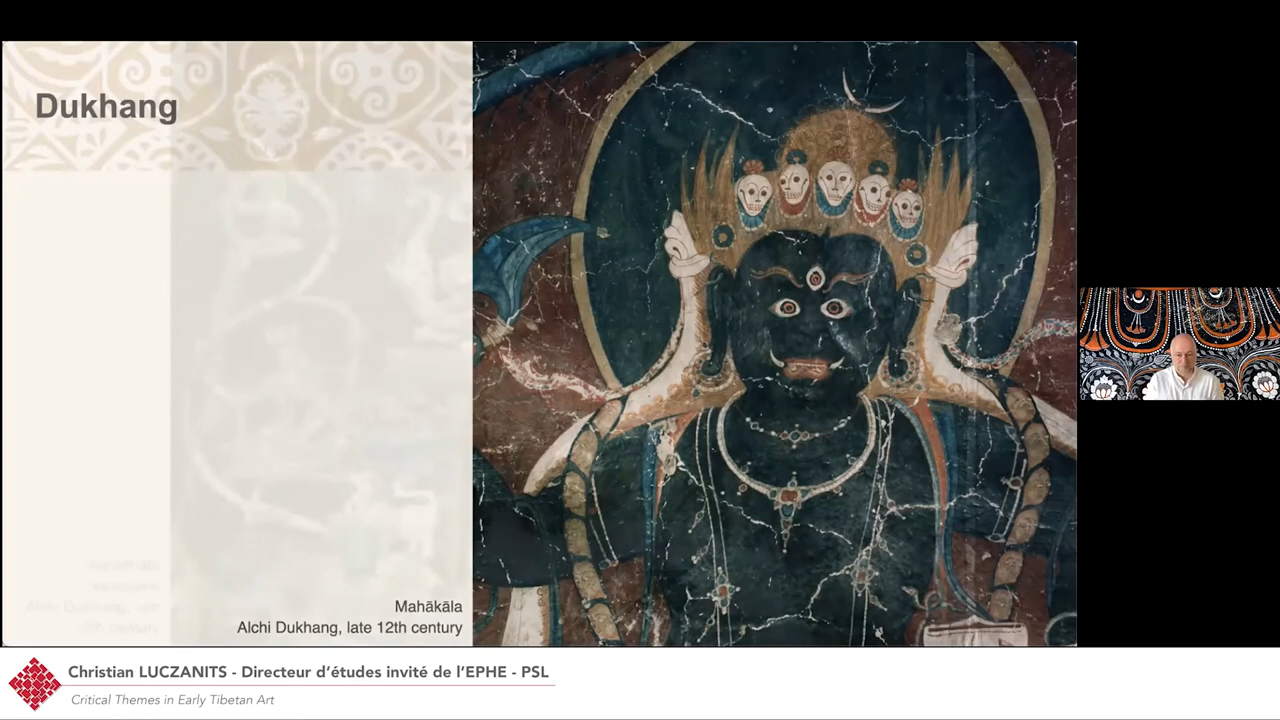 Dukhang
Mahākāla
Alchi Dukhang, late 12th century
Christian LUCZANITS - Directeur d'études invité de l'EPHE - PSL
Critical Themes in Early Tibetan Art